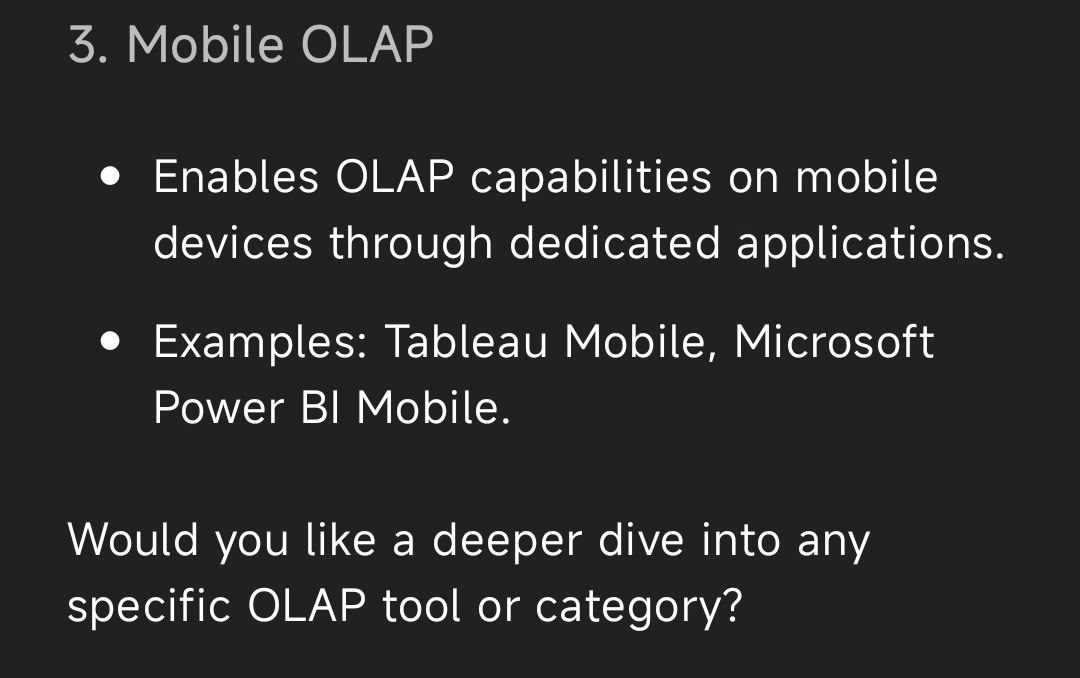 3. Mobile OLAP
• Enables OLAP capabilities on mobile
devices through dedicated applications.
• Examples: Tableau Mobile, Microsoft
Power BI Mobile.
Would you like a deeper dive into any
specific OLAP tool or category?